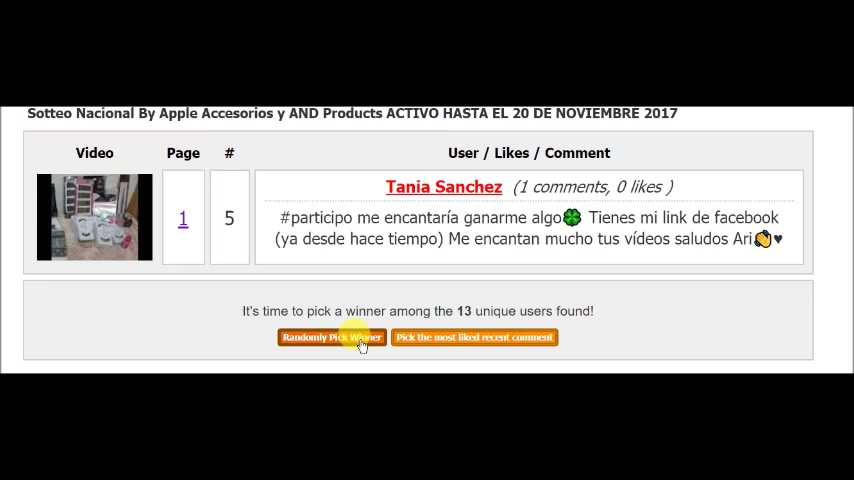 Sotteo Nacional By Apple Accesorios y AND Products ACTIVO HASTA EL 20 DE NOVIEMBRE 2017
Video Page # User / Likes / Comment
Tania Sanchez (1 comments, 0 likes )
1 5 #participo me encantaría ganarme algo🍀 Tienes mi link de facebook
(ya desde hace tiempo) Me encantan mucho tus vídeos saludos Ari👏♥
It's time to pick a winner among the 13 unique users found!
Randomly Pick Winner Pick the most liked recent comment